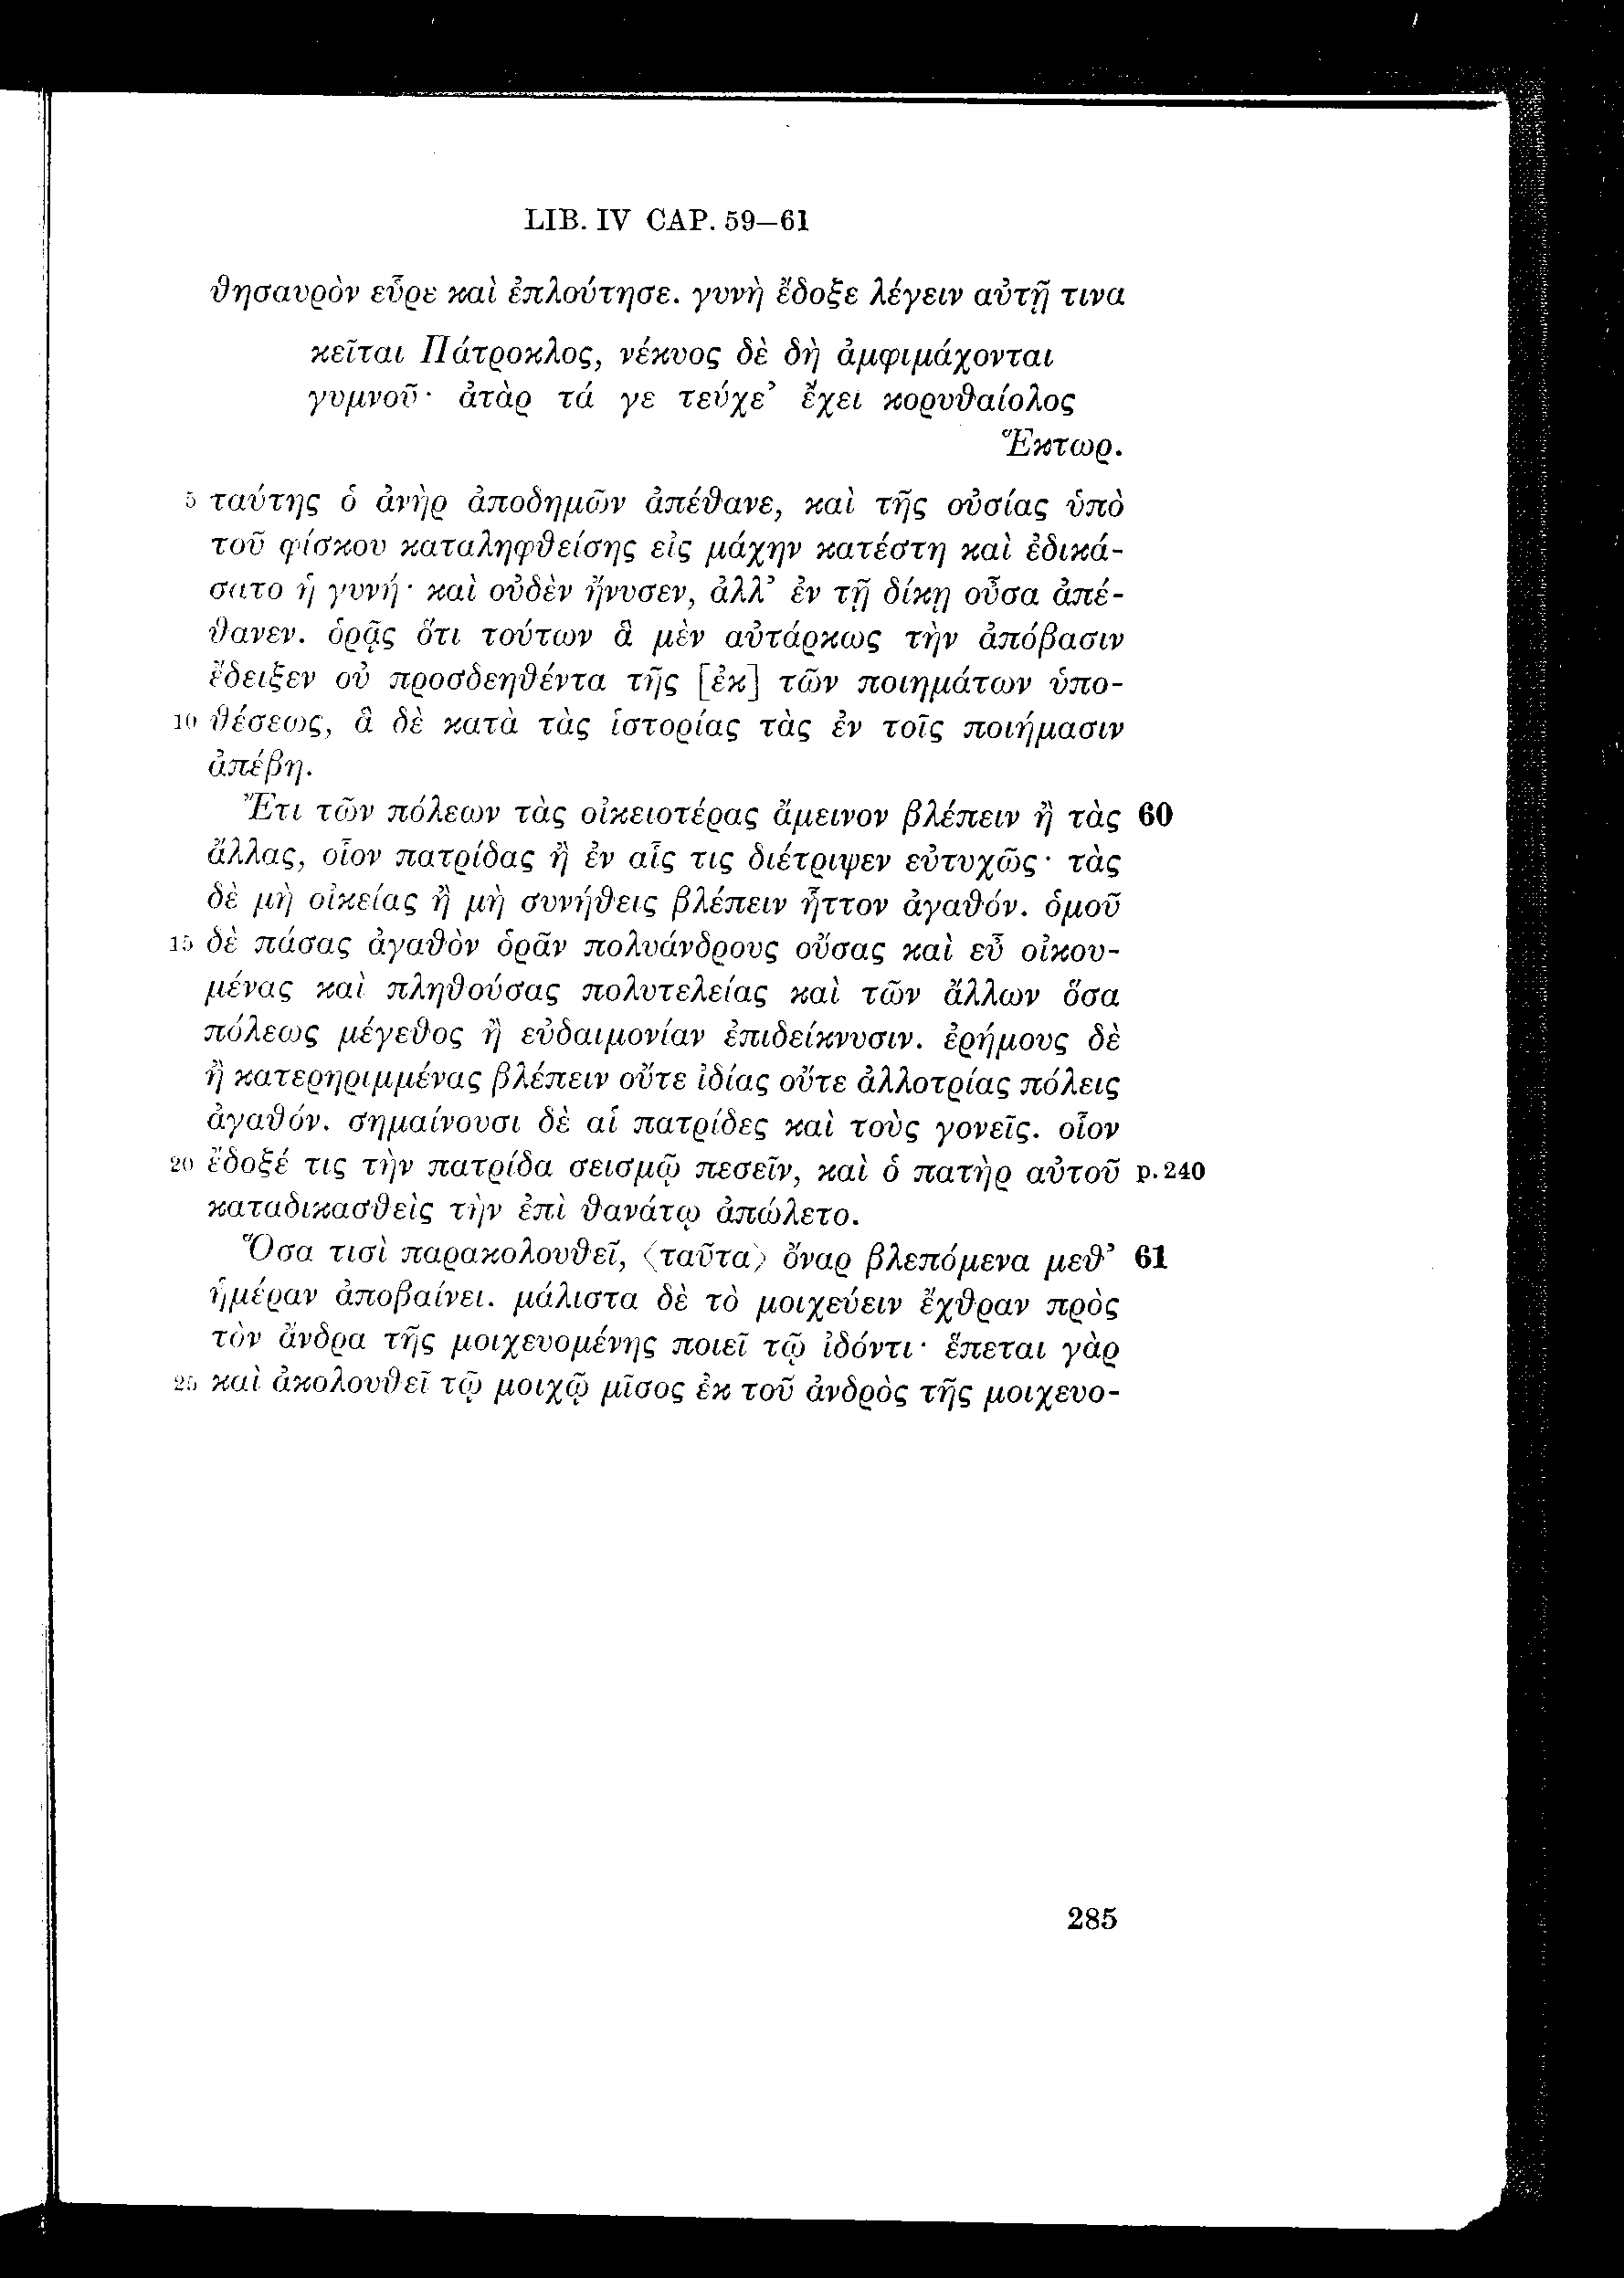 LIB. IV CAP. 59—61
θησαυρὸν εὗρε καὶ ἐπλούτησε. γυνὴ ἔδοξε λέγειν αὐτῇ τινα
κεῖται Πάτροκλος, νέκυος δὲ δὴ ἀμφιμάχονται
γυμνοῦ· ἀτὰρ τά γε τεύχε’ ἔχει κορυθαίολος
Ἕκτωρ.
5 ταύτης ὁ ἀνὴρ ἀποδημῶν ἀπέθανε, καὶ τῆς οὐσίας ὑπὸ
τοῦ φίσκου καταληφθείσης εἰς μάχην κατέστη καὶ ἐδικά-
σατο ἡ γυνή· καὶ οὐδὲν ἤνυσεν, ἀλλ’ ἐν τῇ δίκῃ οὖσα ἀπέ-
θανεν. ὁρᾷς ὅτι τούτων ἃ μὲν αὐτάρκως τὴν ἀπόβασιν
ἔδειξεν οὐ προσδεηθέντα τῆς [ἐκ] τῶν ποιημάτων ὑπο-
10 θέσεως, ἃ δὲ κατὰ τὰς ἱστορίας τὰς ἐν τοῖς ποιήμασιν
ἀπέβη.
Ἔτι τῶν πόλεων τὰς οἰκειοτέρας ἄμεινον βλέπειν ἢ τὰς 60
ἄλλας, οἷον πατρίδας ἢ ἐν αἷς τις διέτριψεν εὐτυχῶς· τὰς
δὲ μὴ οἰκείας ἢ μὴ συνήθεις βλέπειν ἧττον ἀγαθόν. ὁμοῦ
15 δὲ πάσας ἀγαθὸν ὁρᾶν πολυάνδρους οὔσας καὶ εὖ οἰκου-
μένας καὶ πληθούσας πολυτελείας καὶ τῶν ἄλλων ὅσα
πόλεως μέγεθος ἢ εὐδαιμονίαν ἐπιδείκνυσιν. ἐρήμους δὲ
ἢ κατερηριμμένας βλέπειν οὔτε ἰδίας οὔτε ἀλλοτρίας πόλεις
ἀγαθόν. σημαίνουσι δὲ αἱ πατρίδες καὶ τοὺς γονεῖς. οἷον
20 ἔδοξέ τις τὴν πατρίδα σεισμῷ πεσεῖν, καὶ ὁ πατὴρ αὐτοῦ p. 240
καταδικασθεὶς τὴν ἐπὶ θανάτῳ ἀπώλετο.
Ὅσα τισὶ παρακολουθεῖ, ⟨ταῦτα⟩ ὄναρ βλεπόμενα μεθ’ 61
ἡμέραν ἀποβαίνει. μάλιστα δὲ τὸ μοιχεύειν ἔχθραν πρὸς
τὸν ἄνδρα τῆς μοιχευομένης ποιεῖ τῷ ἰδόντι· ἕπεται γὰρ
25 καὶ ἀκολουθεῖ τῷ μοιχῷ μῖσος ἐκ τοῦ ἀνδρὸς τῆς μοιχευο-
285